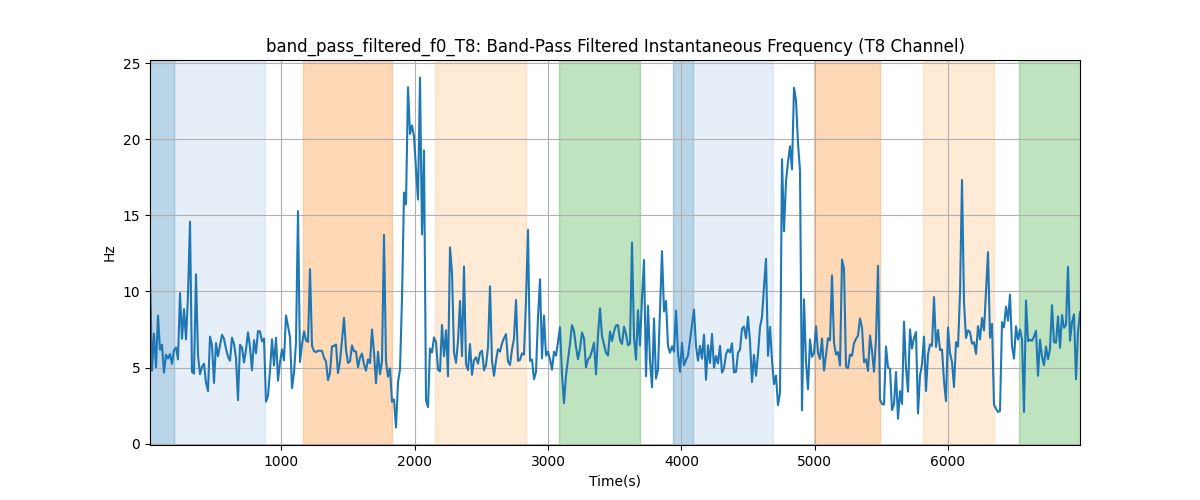 band_pass_filtered_f0_T8: Band-Pass Filtered Instantaneous Frequency (T8 Channel)
25
20
15
10
5
0
Hz
1000 2000 3000 4000 5000 6000
Time(s)